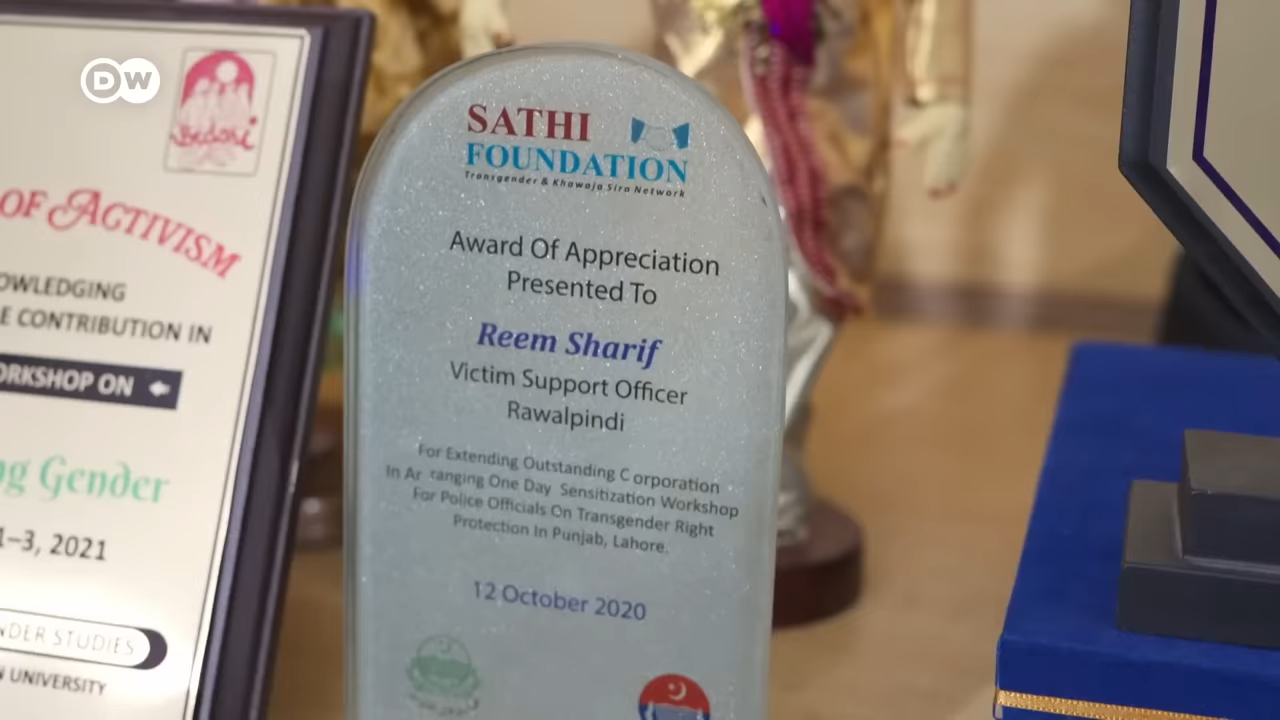 DW
Bedari
OF ACTIVISM
OWLEDGING
E CONTRIBUTION IN
ORKSHOP ON
ng Gender
1–3, 2021
NDER STUDIES
N UNIVERSITY
SATHI
FOUNDATION
Transgender & Khawaja Sira Network
Award Of Appreciation
Presented To
Reem Sharif
Victim Support Officer
Rawalpindi
For Extending Outstanding C orporation
In Ar ranging One Day Sensitization Workshop
For Police Officials On Transgender Right
Protection In Punjab, Lahore.
12 October 2020